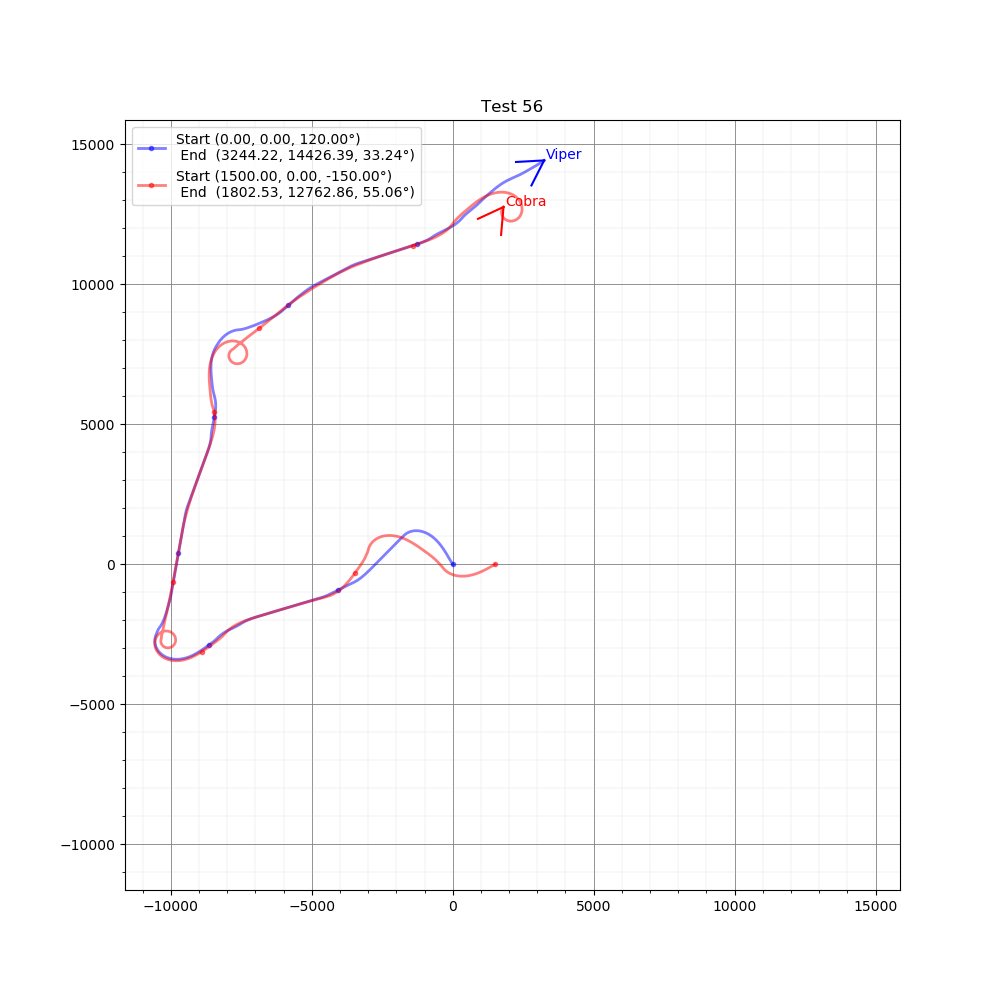 Test 56
Start (0.00, 0.00, 120.00°)
End (3244.22, 14426.39, 33.24°)
Start (1500.00, 0.00, -150.00°)
End (1802.53, 12762.86, 55.06°)
Viper
Cobra
15000
10000
5000
0
−5000
−10000
−10000
−5000
0
5000
10000
15000